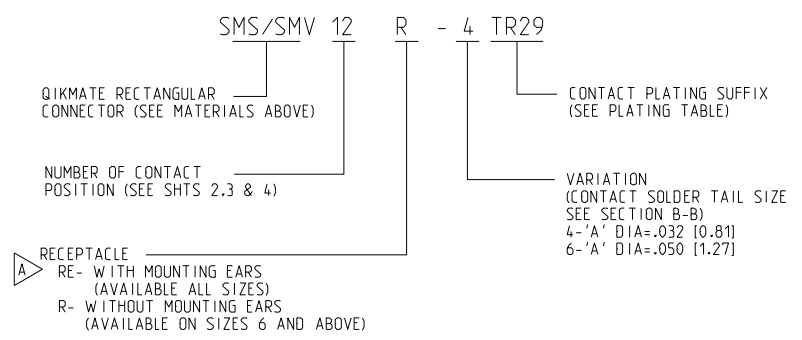 SMS/SMV 12 R - 4 TR29
QIKMATE RECTANGULAR
CONNECTOR (SEE MATERIALS ABOVE)
CONTACT PLATING SUFFIX
(SEE PLATING TABLE)
NUMBER OF CONTACT
POSITION (SEE SHTS 2.3 & 4)
VARIATION
(CONTACT SOLDER TAIL SIZE
SEE SECTION B-B)
4-'A' DIA=.032 [0.81]
6-'A' DIA=.050 [1.27]
RECEPTACLE
A
RE- WITH MOUNTING EARS
(AVAILABLE ALL SIZES)
R- WITHOUT MOUNTING EARS
(AVAILABLE ON SIZES 6 AND ABOVE)